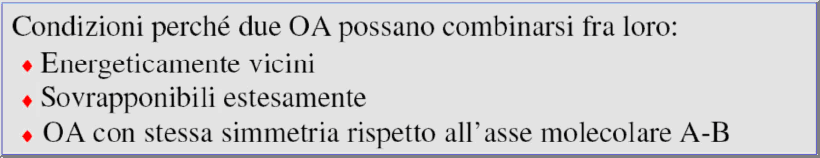 Condizioni perché due OA possano combinarsi fra loro:
♦ Energeticamente vicini
♦ Sovrapponibili estesamente
♦ OA con stessa simmetria rispetto all'asse molecolare A-B